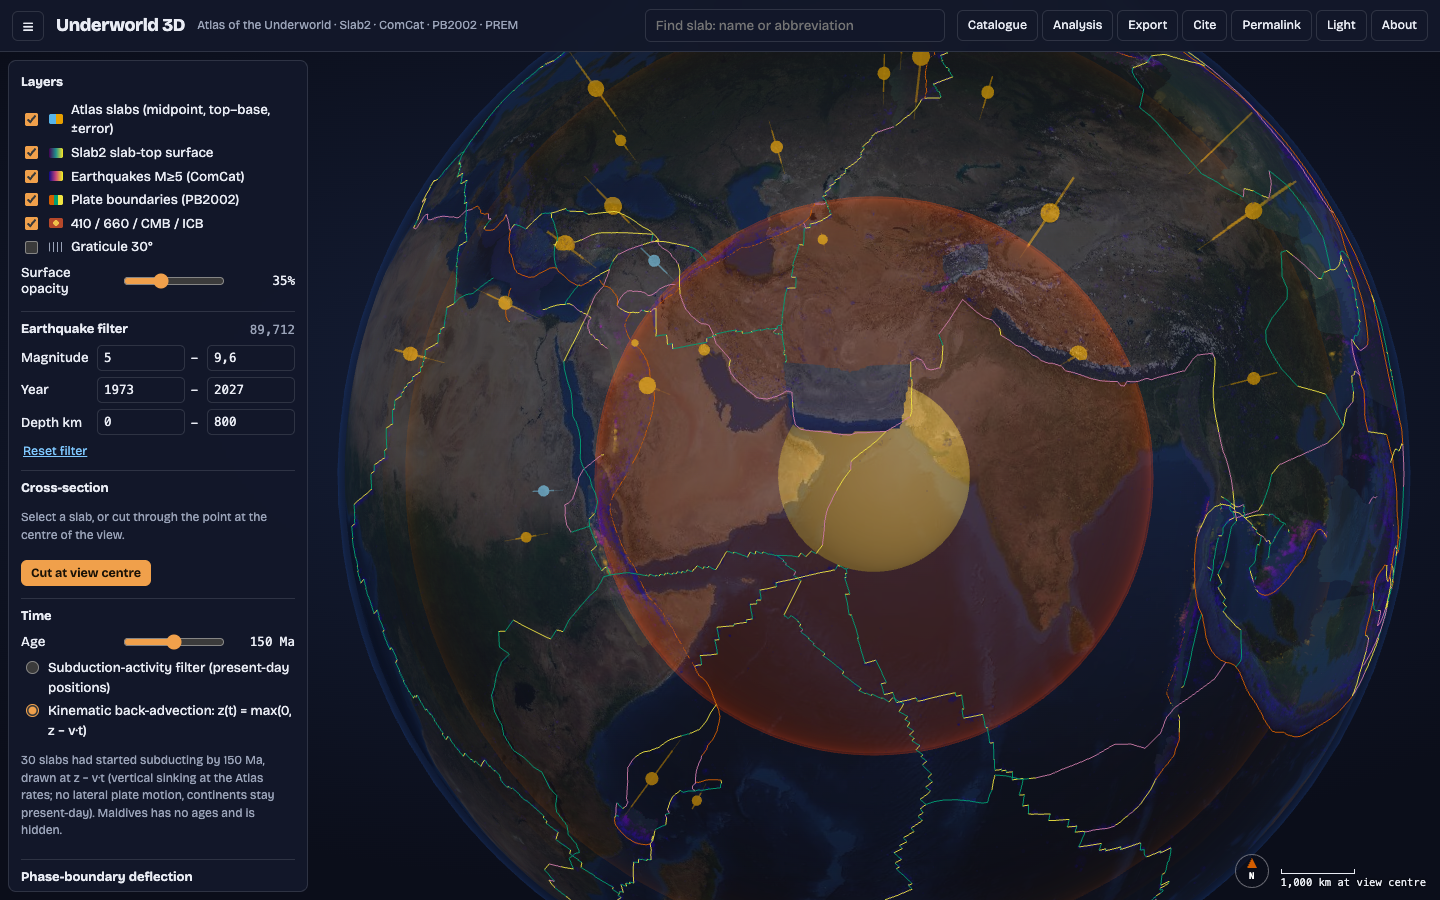 ☰ Underworld 3D Atlas of the Underworld · Slab2 · ComCat · PB2002 · PREM Find slab: name or abbreviation Catalogue Analysis Export Cite Permalink Light About
Layers
Atlas slabs (midpoint, top–base,
±error)
Slab2 slab-top surface
Earthquakes M≥5 (ComCat)
Plate boundaries (PB2002)
410 / 660 / CMB / ICB
Graticule 30°
Surface
opacity 35%
Earthquake filter 89,712
Magnitude 5 – 9,6
Year 1973 – 2027
Depth km 0 – 800
Reset filter
Cross-section
Select a slab, or cut through the point at the
centre of the view.
Cut at view centre
Time
Age 150 Ma
Subduction-activity filter (present-day
positions)
Kinematic back-advection: z(t) = max(0,
z − v·t)
30 slabs had started subducting by 150 Ma,
drawn at z − v·t (vertical sinking at the Atlas
rates; no lateral plate motion, continents stay
present-day). Maldives has no ages and is
hidden.
Phase-boundary deflection
N
1,000 km at view centre